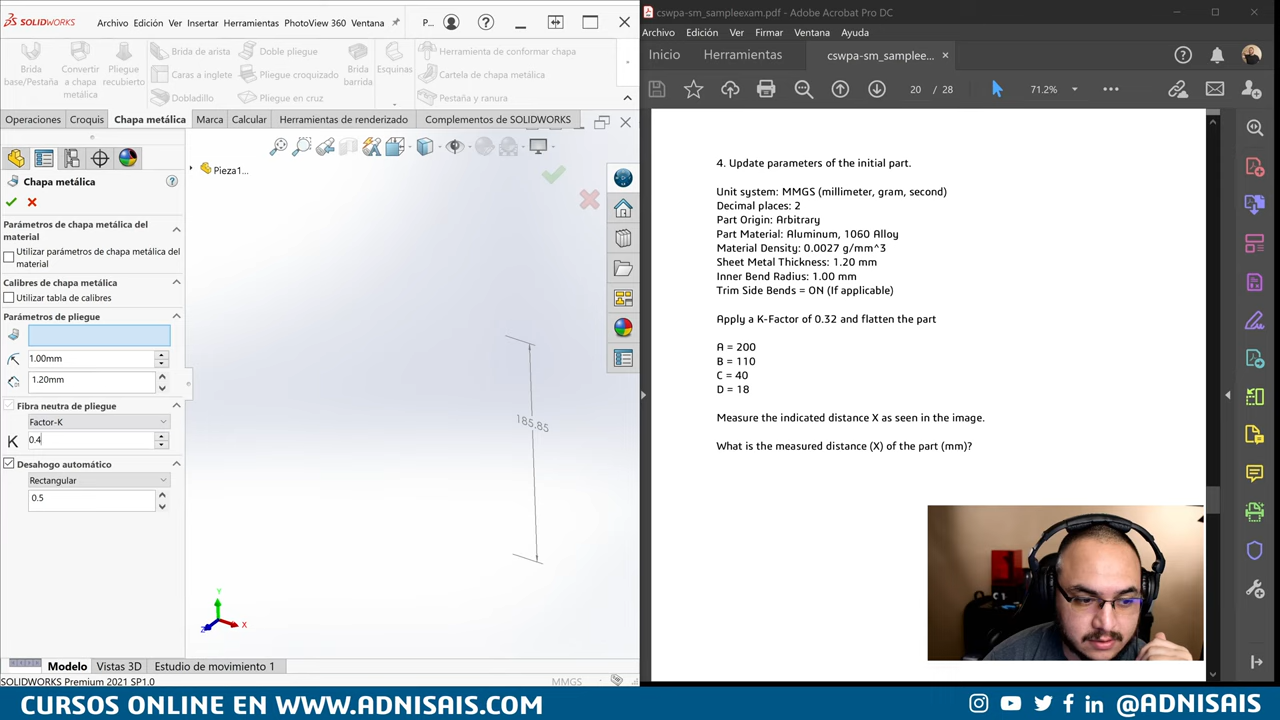 SOLIDWORKS
Archivo Edición Ver Insertar Herramientas PhotoView 360 Ventana
P...
Brida base/Pestaña
Convertir a chapa metálica
Pliegue recubierto
Brida de arista
Caras a inglete
Dobladillo
Doble pliegue
Pliegue croquizado
Pliegue en cruz
Brida barrida
Esquinas
Herramienta de conformar chapa
Cartela de chapa metálica
Pestaña y ranura
Operaciones Croquis Chapa metálica Marca Calcular Herramientas de renderizado Complementos de SOLIDWORKS
Pieza1...
Chapa metálica
Parámetros de chapa metálica del material
Utilizar parámetros de chapa metálica del material
Calibres de chapa metálica
Utilizar tabla de calibres
Parámetros de pliegue
1.00mm
1.20mm
Fibra neutra de pliegue
Factor-K
K 0.4
Desahogo automático
Rectangular
0.5
185,85
Y
Z
X
Modelo Vistas 3D Estudio de movimiento 1
SOLIDWORKS Premium 2021 SP1.0
MMGS
cswpa-sm_sampleexam.pdf - Adobe Acrobat Pro DC
Archivo Edición Ver Firmar Ventana Ayuda
Inicio Herramientas cswpa-sm_samplee... ×
20 / 28
71.2%
4. Update parameters of the initial part.
Unit system: MMGS (millimeter, gram, second)
Decimal places: 2
Part Origin: Arbitrary
Part Material: Aluminum, 1060 Alloy
Material Density: 0.0027 g/mm^3
Sheet Metal Thickness: 1.20 mm
Inner Bend Radius: 1.00 mm
Trim Side Bends = ON (If applicable)
Apply a K-Factor of 0.32 and flatten the part
A = 200
B = 110
C = 40
D = 18
Measure the indicated distance X as seen in the image.
What is the measured distance (X) of the part (mm)?
CURSOS ONLINE EN WWW.ADNISAIS.COM
@ADNISAIS